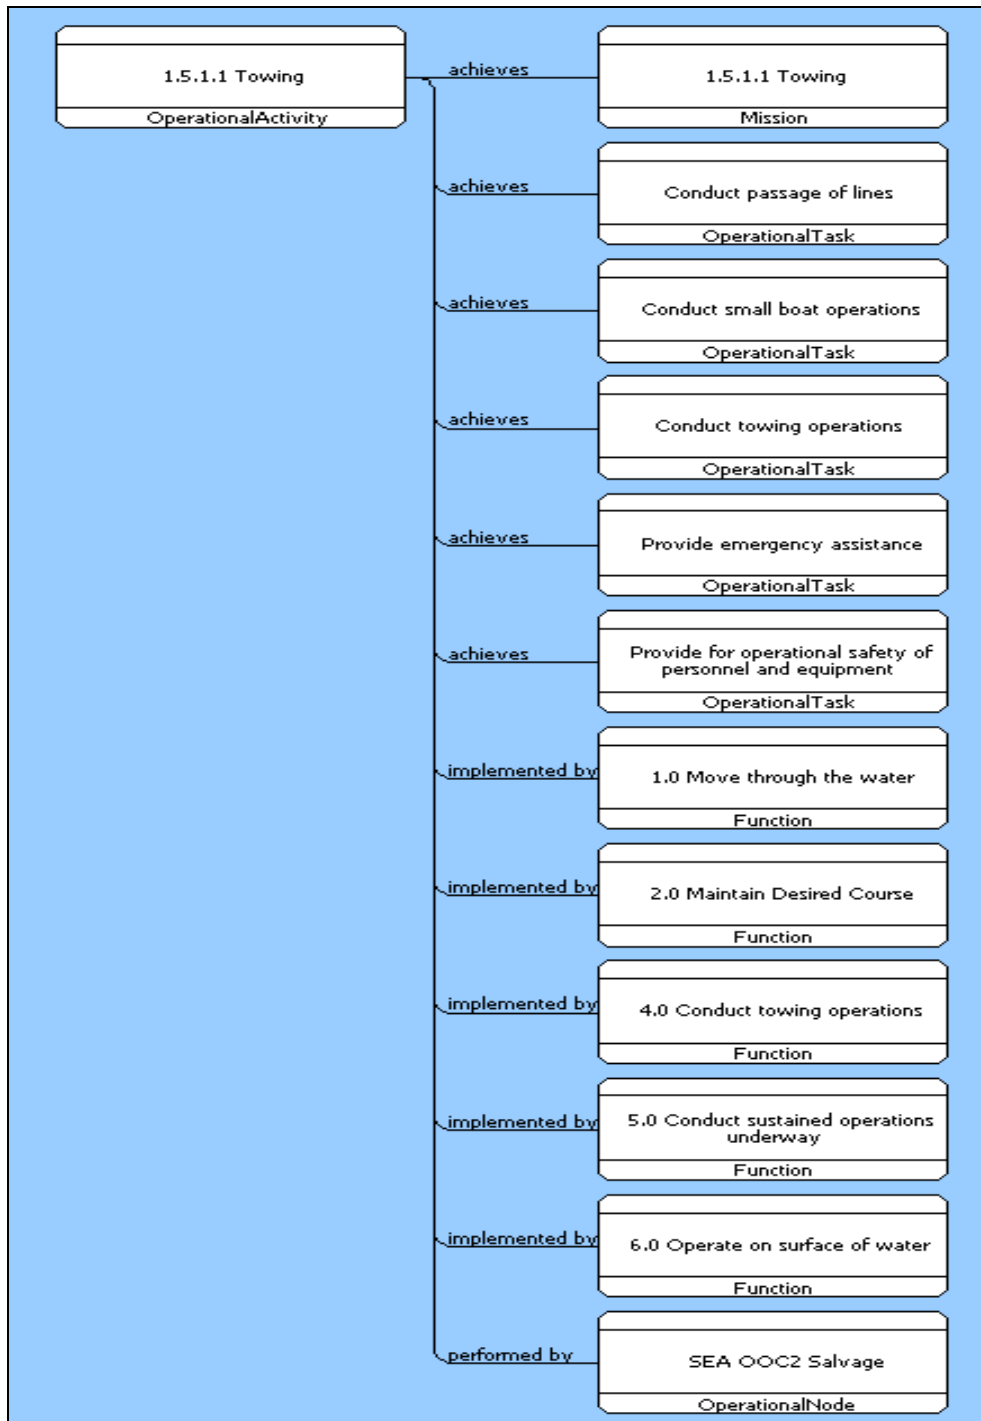 1.5.1.1 Towing
OperationalActivity
achieves
1.5.1.1 Towing
Mission
achieves
Conduct passage of lines
OperationalTask
achieves
Conduct small boat operations
OperationalTask
achieves
Conduct towing operations
OperationalTask
achieves
Provide emergency assistance
OperationalTask
achieves
Provide for operational safety of
personnel and equipment
OperationalTask
implemented by
1.0 Move through the water
Function
implemented by
2.0 Maintain Desired Course
Function
implemented by
4.0 Conduct towing operations
Function
implemented by
5.0 Conduct sustained operations
underway
Function
implemented by
6.0 Operate on surface of water
Function
performed by
SEA OOC2 Salvage
OperationalNode